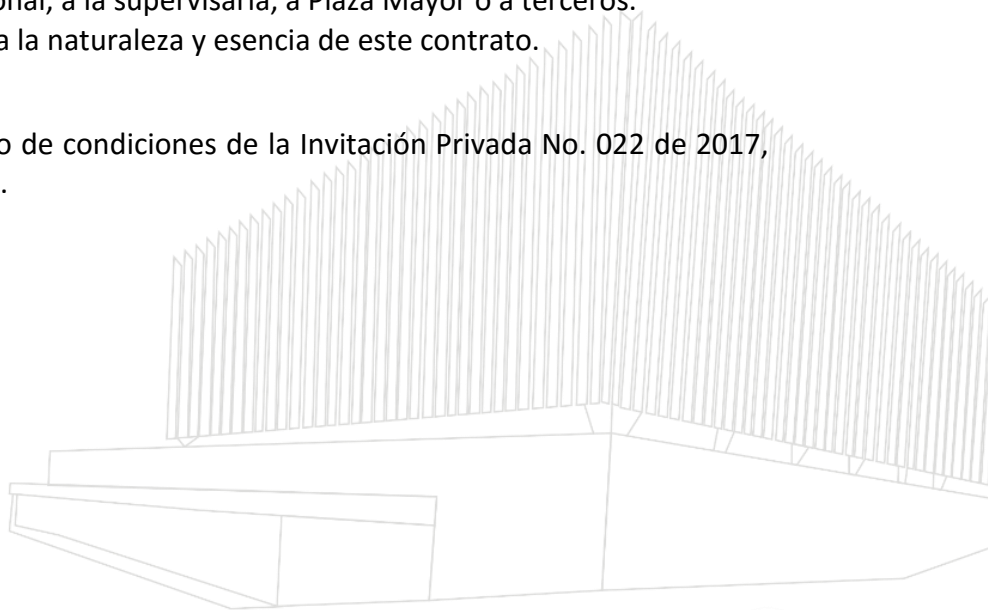 a la supervisaría, a Plaza Mayor o a terceros.
a la naturaleza y esencia de este contrato.
de condiciones de la Invitación Privada No. 022 de 2017,